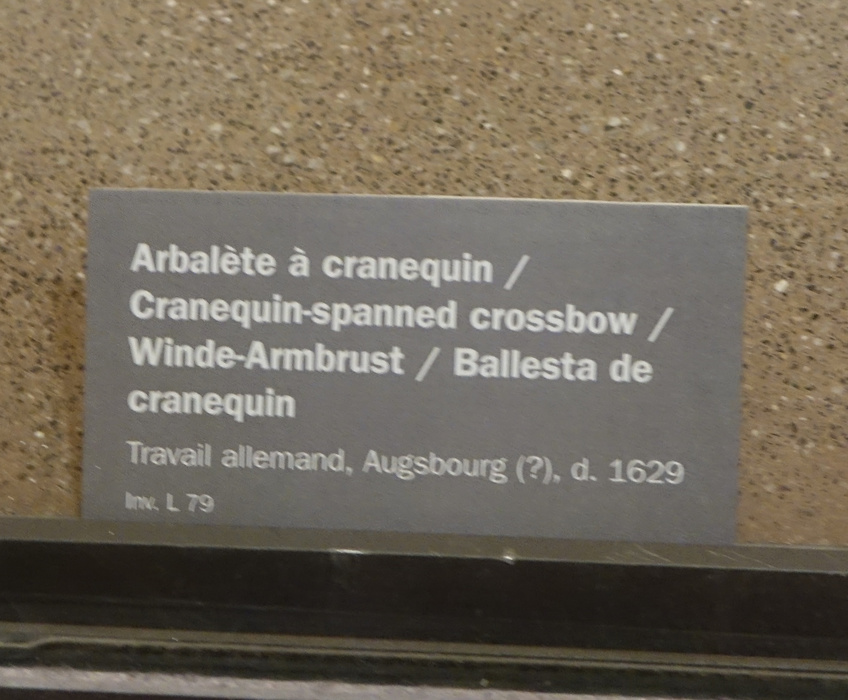 Arbalète à cranequin /
Cranequin-spanned crossbow /
Winde-Armbrust / Ballesta de
cranequin
Travail allemand, Augsbourg (?), d. 1629
Inv. L 79